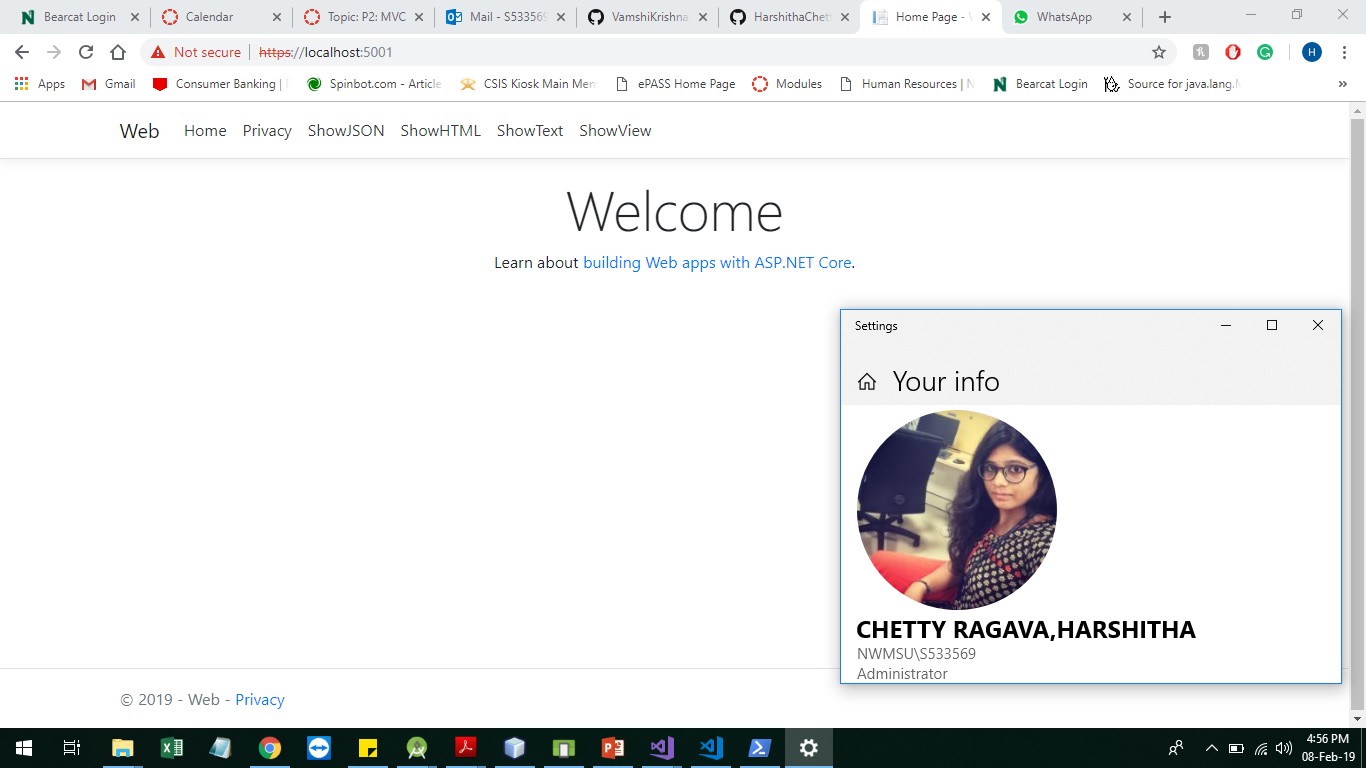 Bearcat Login
Calendar
Topic: P2: MVC
Mail - S533569
VamshiKrishna
HarshithaChett
Home Page -
WhatsApp
Not secure
https://localhost:5001
H
Apps
Gmail
Consumer Banking |
Spinbot.com - Article
CSIS Kiosk Main Men
ePASS Home Page
Modules
Human Resources | N
Bearcat Login
Source for java.lang.
»
Web
Home
Privacy
ShowJSON
ShowHTML
ShowText
ShowView
Welcome
Learn about building Web apps with ASP.NET Core.
Settings
Your info
CHETTY RAGAVA,HARSHITHA
NWMSU\S533569
Administrator
© 2019 - Web - Privacy
4:56 PM
08-Feb-19